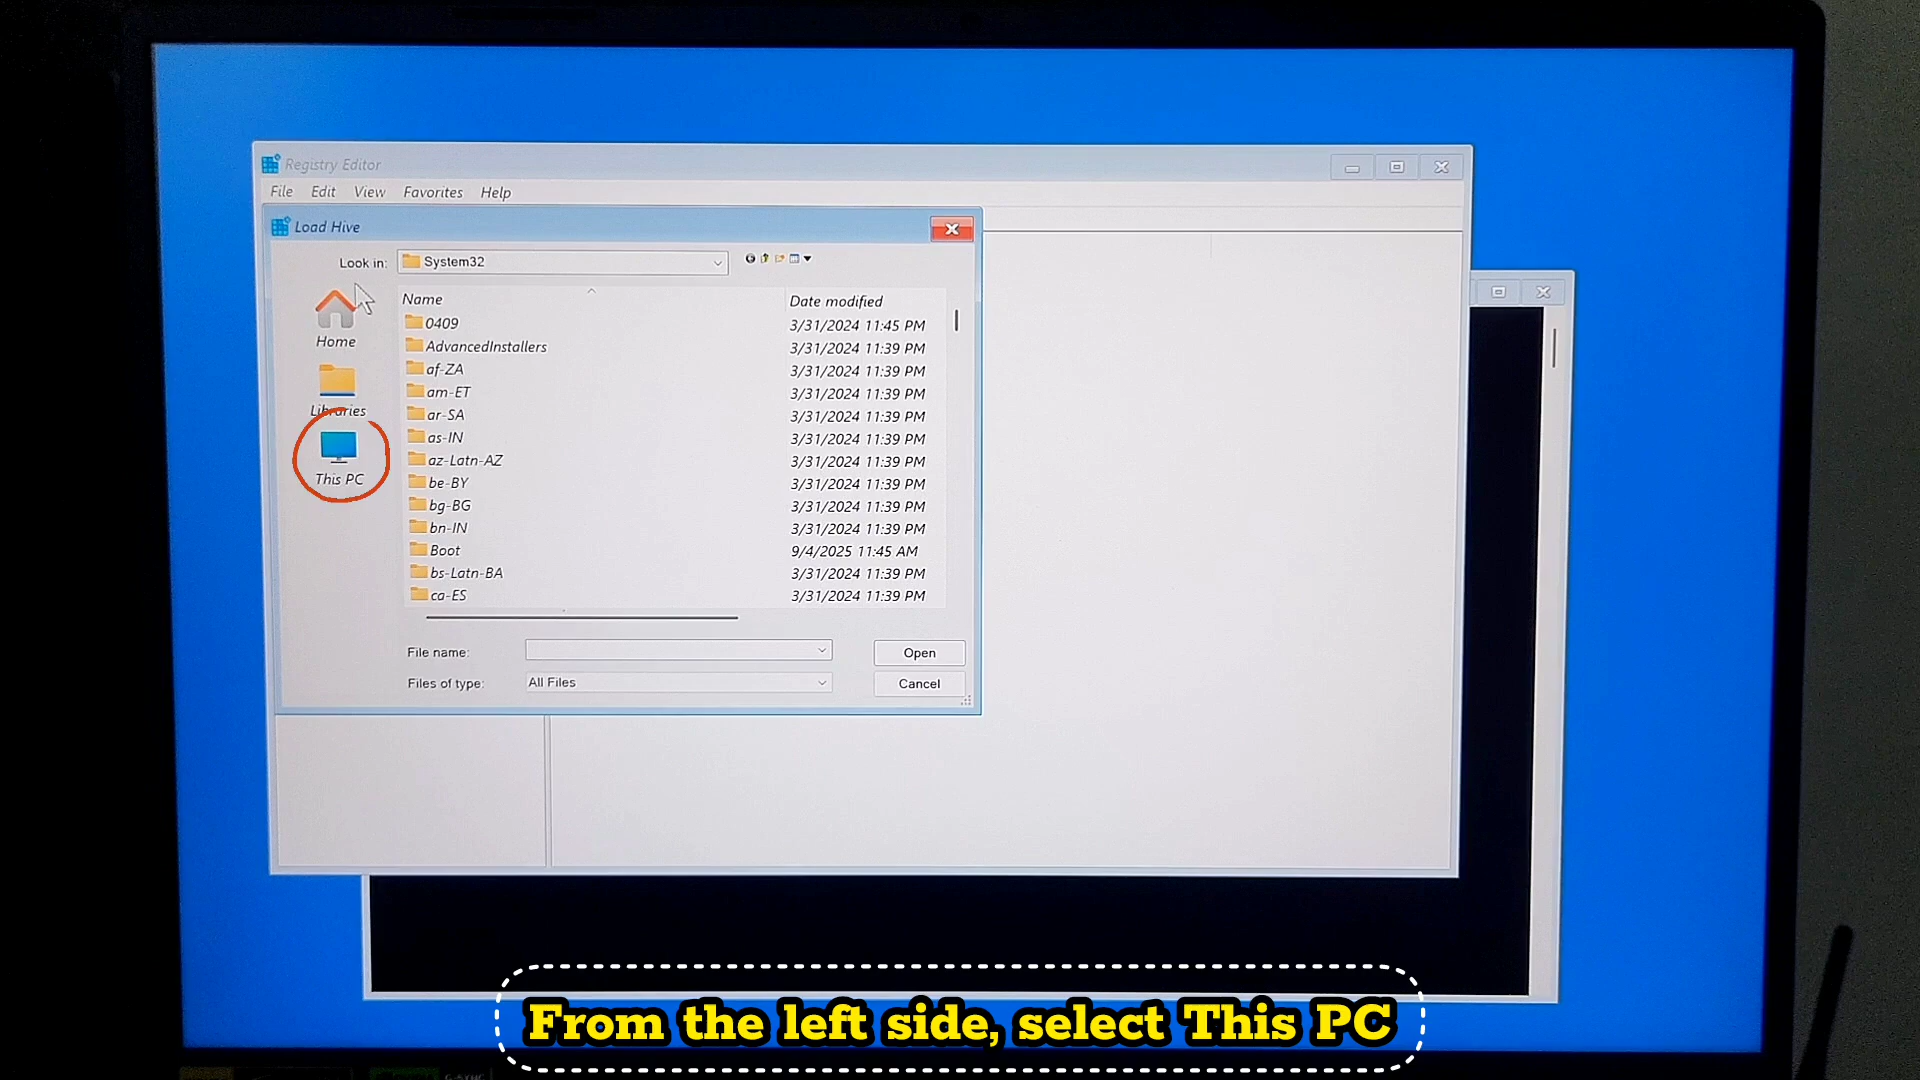 Registry Editor
File Edit View Favorites Help
Load Hive
Look in: System32
Name Date modified
0409 3/31/2024 11:45 PM
AdvancedInstallers 3/31/2024 11:39 PM
af-ZA 3/31/2024 11:39 PM
am-ET 3/31/2024 11:39 PM
ar-SA 3/31/2024 11:39 PM
as-IN 3/31/2024 11:39 PM
az-Latn-AZ 3/31/2024 11:39 PM
be-BY 3/31/2024 11:39 PM
bg-BG 3/31/2024 11:39 PM
bn-IN 3/31/2024 11:39 PM
Boot 9/4/2025 11:45 AM
bs-Latn-BA 3/31/2024 11:39 PM
ca-ES 3/31/2024 11:39 PM
Home
Libraries
This PC
File name: Open
Files of type: All Files Cancel
From the left side, select This PC